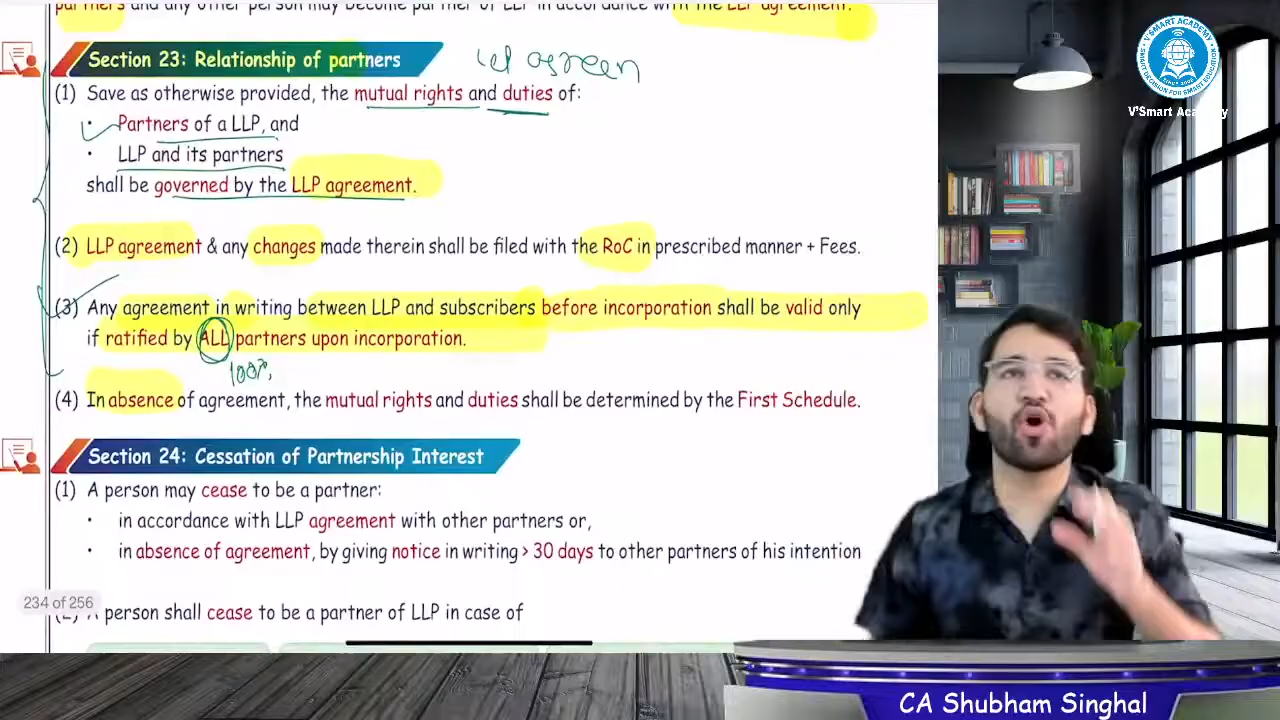 partners and any other person may become partner of LLP in accordance with the LLP agreement.
Section 23: Relationship of partners
(1) Save as otherwise provided, the mutual rights and duties of:
• Partners of a LLP, and
• LLP and its partners
shall be governed by the LLP agreement.
(2) LLP agreement & any changes made therein shall be filed with the RoC in prescribed manner + Fees.
(3) Any agreement in writing between LLP and subscribers before incorporation shall be valid only
if ratified by ALL partners upon incorporation.
100%
(4) In absence of agreement, the mutual rights and duties shall be determined by the First Schedule.
Section 24: Cessation of Partnership Interest
(1) A person may cease to be a partner:
• in accordance with LLP agreement with other partners or,
• in absence of agreement, by giving notice in writing > 30 days to other partners of his intention
234 of 256
person shall cease to be a partner of LLP in case of
V'SMART ACADEMY
SMART DECISION FOR SMART EDUCATION
V'Smart Academy
CA Shubham Singhal